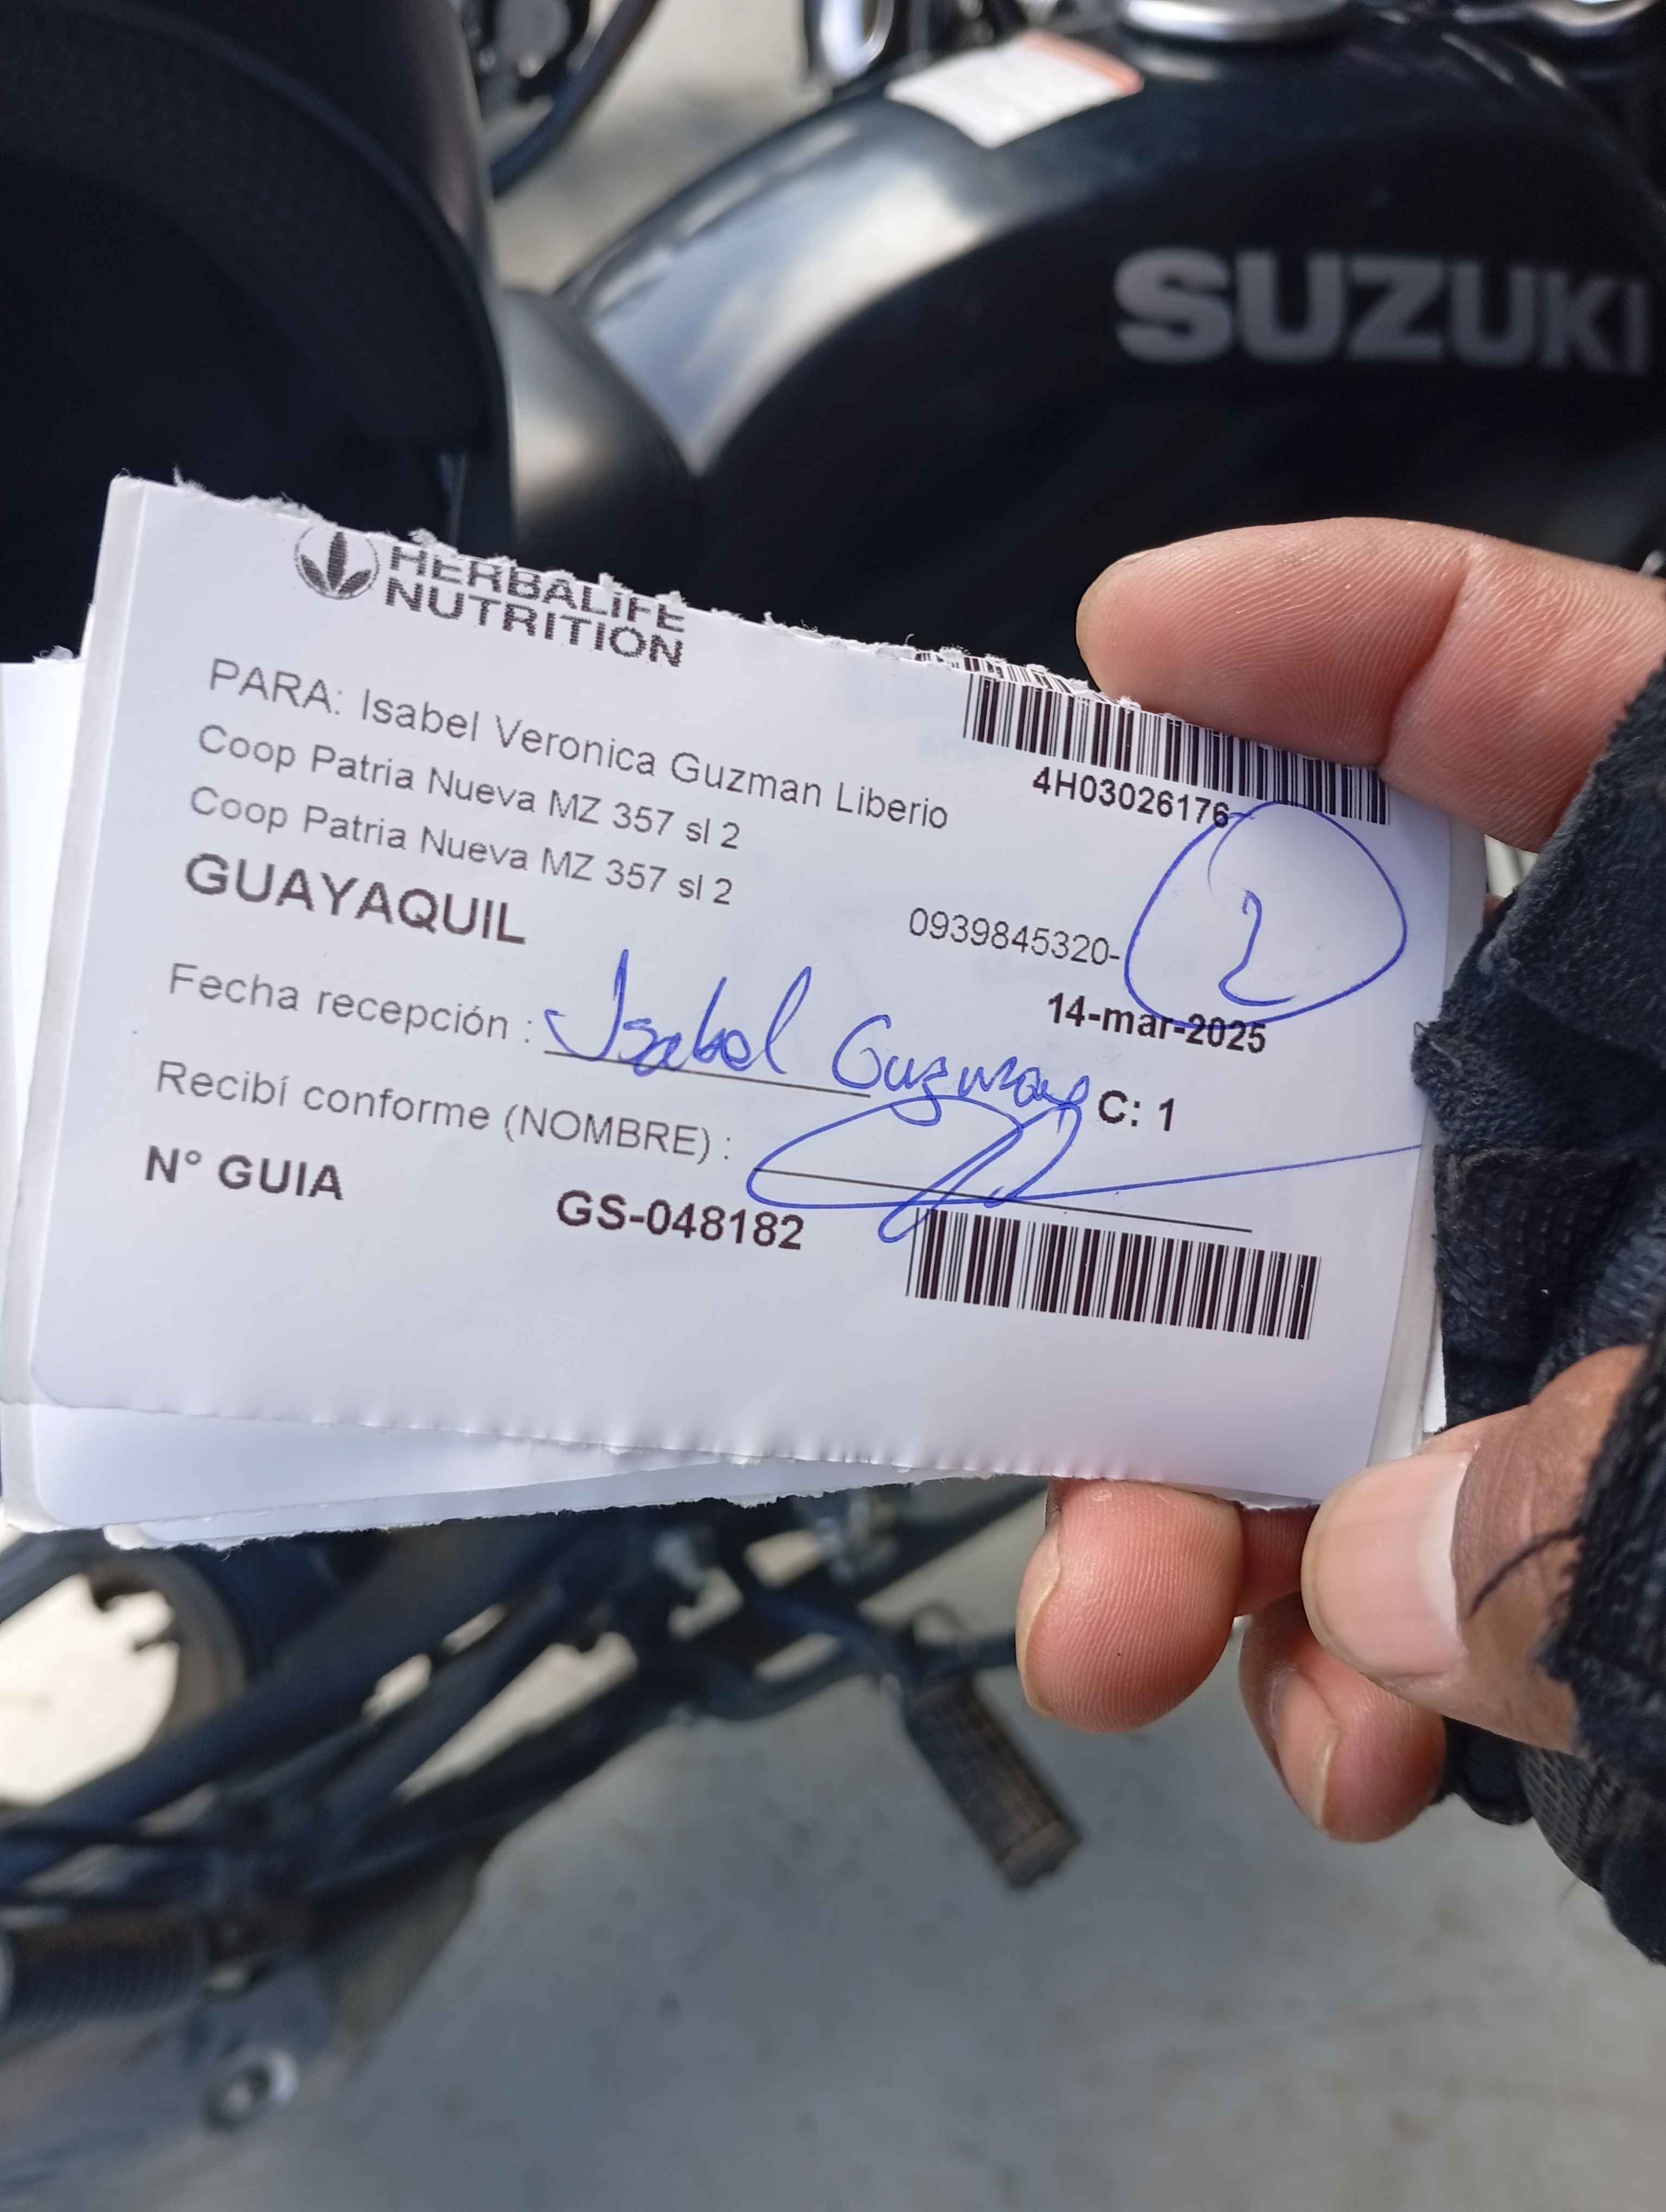 SUZUKI
HERBALIFE
NUTRITION
PARA: Isabel Veronica Guzman Liberio
Coop Patria Nueva MZ 357 sl 2
Coop Patria Nueva MZ 357 sl 2
GUAYAQUIL
4H03026176
0939845320-
2
14-mar-2025
Fecha recepción : Isabel Guzman
C: 1
Recibí conforme (NOMBRE) :
N° GUIA GS-048182